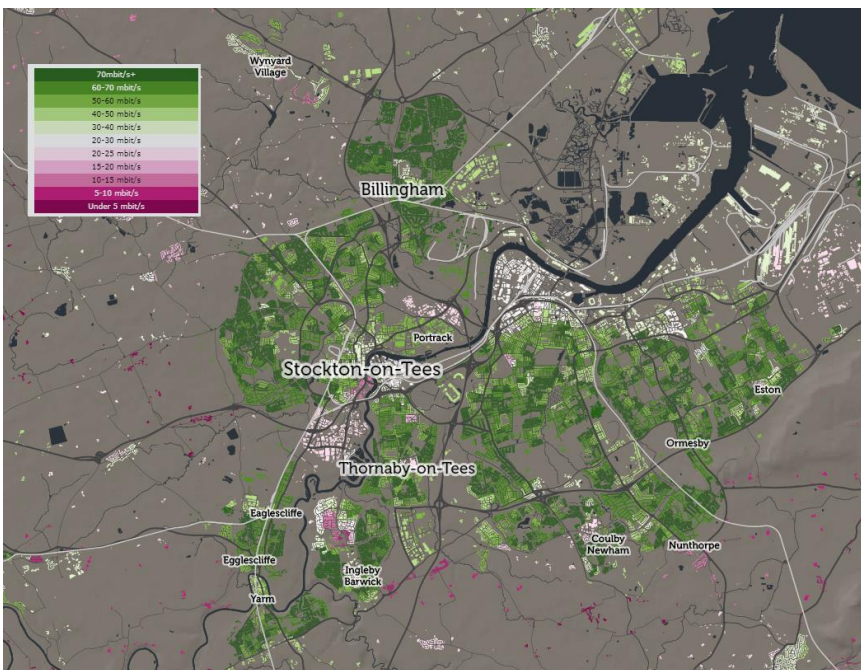 70mbit/s+
60-70 mbit/s
50-60 mbit/s
40-50 mbit/s
30-40 mbit/s
20-30 mbit/s
20-25 mbit/s
15-20 mbit/s
10-15 mbit/s
5-10 mbit/s
Under 5 mbit/s
Wynyard
Village
Billingham
Portrack
Stockton-on-Tees
Eston
Ormesby
Thornaby-on-Tees
Eaglescliffe
Coulby
Newham
Nunthorpe
Egglescliffe
Ingleby
Barwick
Yarm